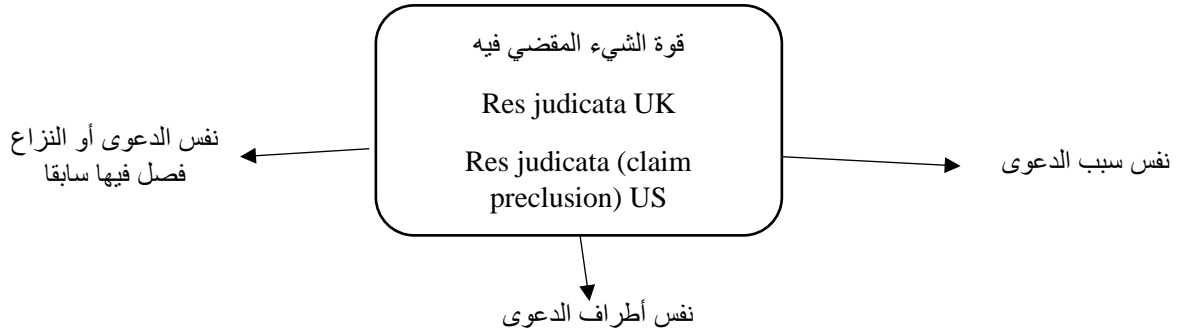 قوة الشيء المقضي فيه
Res judicata UK
Res judicata (claim
preclusion) US
نفس سبب الدعوى
نفس الدعوى أو النزاع
فصل فيها سابقا
نفس أطراف الدعوى